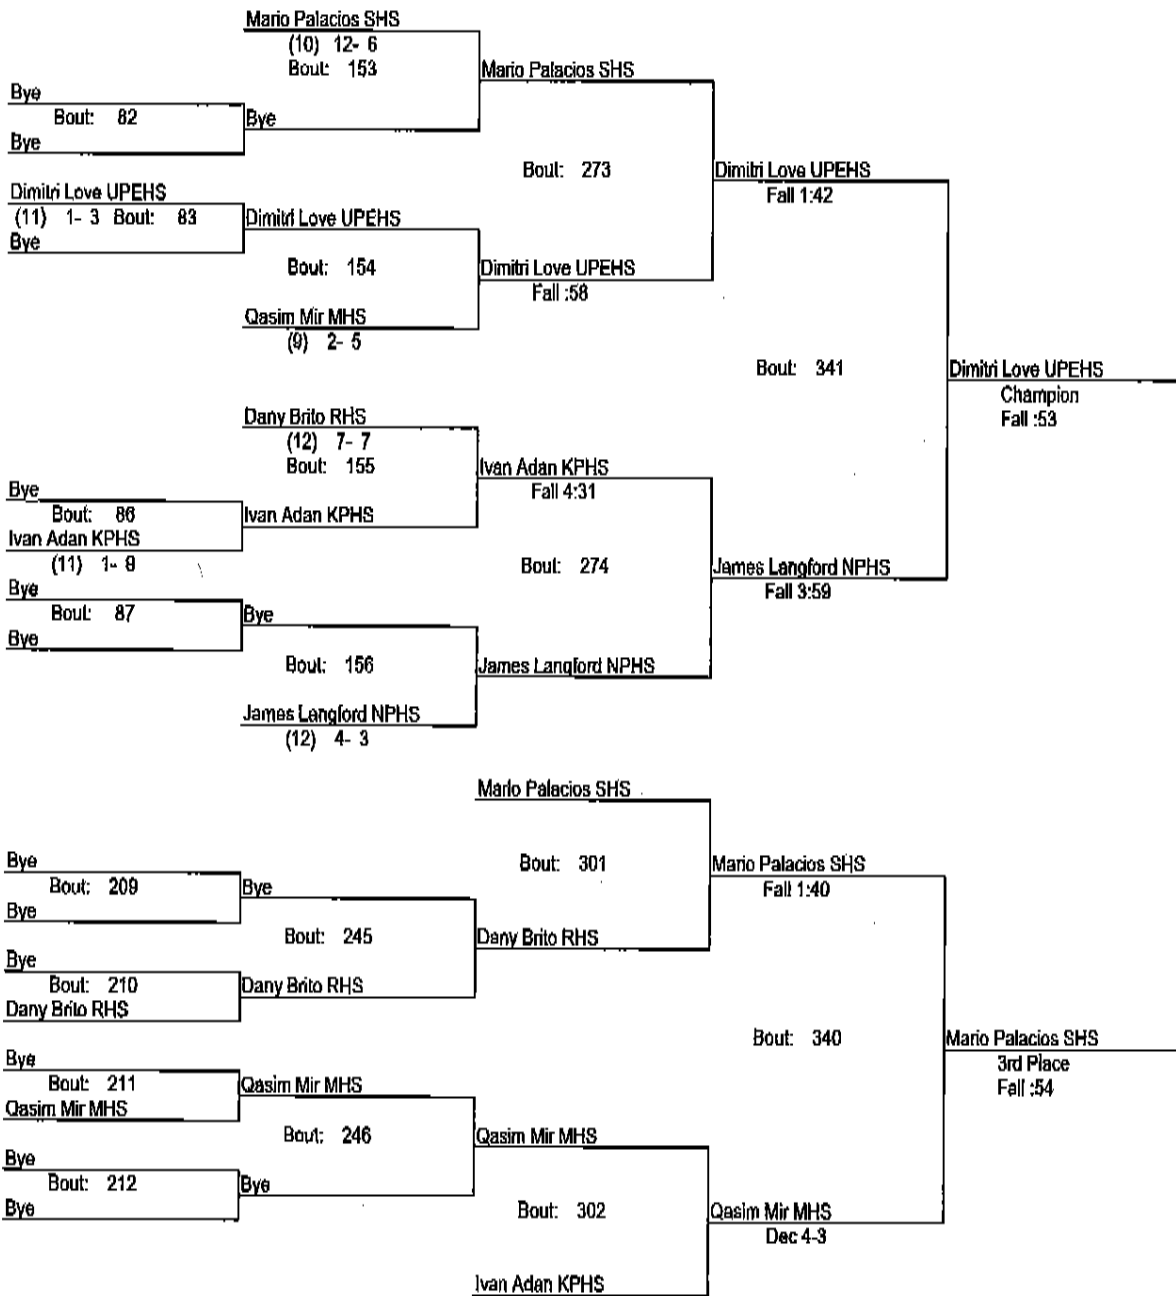 Mario Palacios SHS
(10) 12- 6
Bout: 153
Mario Palacios SHS
Bye
Bout: 82
Bye
Bye
Bout: 273
Dimitri Love UPEHS
Fall 1:42
Dimitri Love UPEHS
(11) 1- 3 Bout: 83
Bye
Dimitri Love UPEHS
Bout: 154
Dimitri Love UPEHS
Fall :58
Qasim Mir MHS
(9) 2- 5
Bout: 341
Dimitri Love UPEHS
Champion
Fall :53
Dany Brito RHS
(12) 7- 7
Bout: 155
Ivan Adan KPHS
Fall 4:31
Bye
Bout: 86
Ivan Adan KPHS
Ivan Adan KPHS
(11) 1- 8
Bout: 274
James Langford NPHS
Fall 3:59
Bye
Bout: 87
Bye
Bye
Bout: 156
James Langford NPHS
James Langford NPHS
(12) 4- 3
Mario Palacios SHS
Bout: 301
Mario Palacios SHS
Fall 1:40
Bye
Bout: 209
Bye
Bye
Bout: 245
Dany Brito RHS
Bye
Bout: 210
Dany Brito RHS
Dany Brito RHS
Bout: 340
Mario Palacios SHS
3rd Place
Fall :54
Bye
Bout: 211
Qasim Mir MHS
Qasim Mir MHS
Bout: 246
Qasim Mir MHS
Bye
Bout: 212
Bye
Bye
Bout: 302
Qasim Mir MHS
Dec 4-3
Ivan Adan KPHS